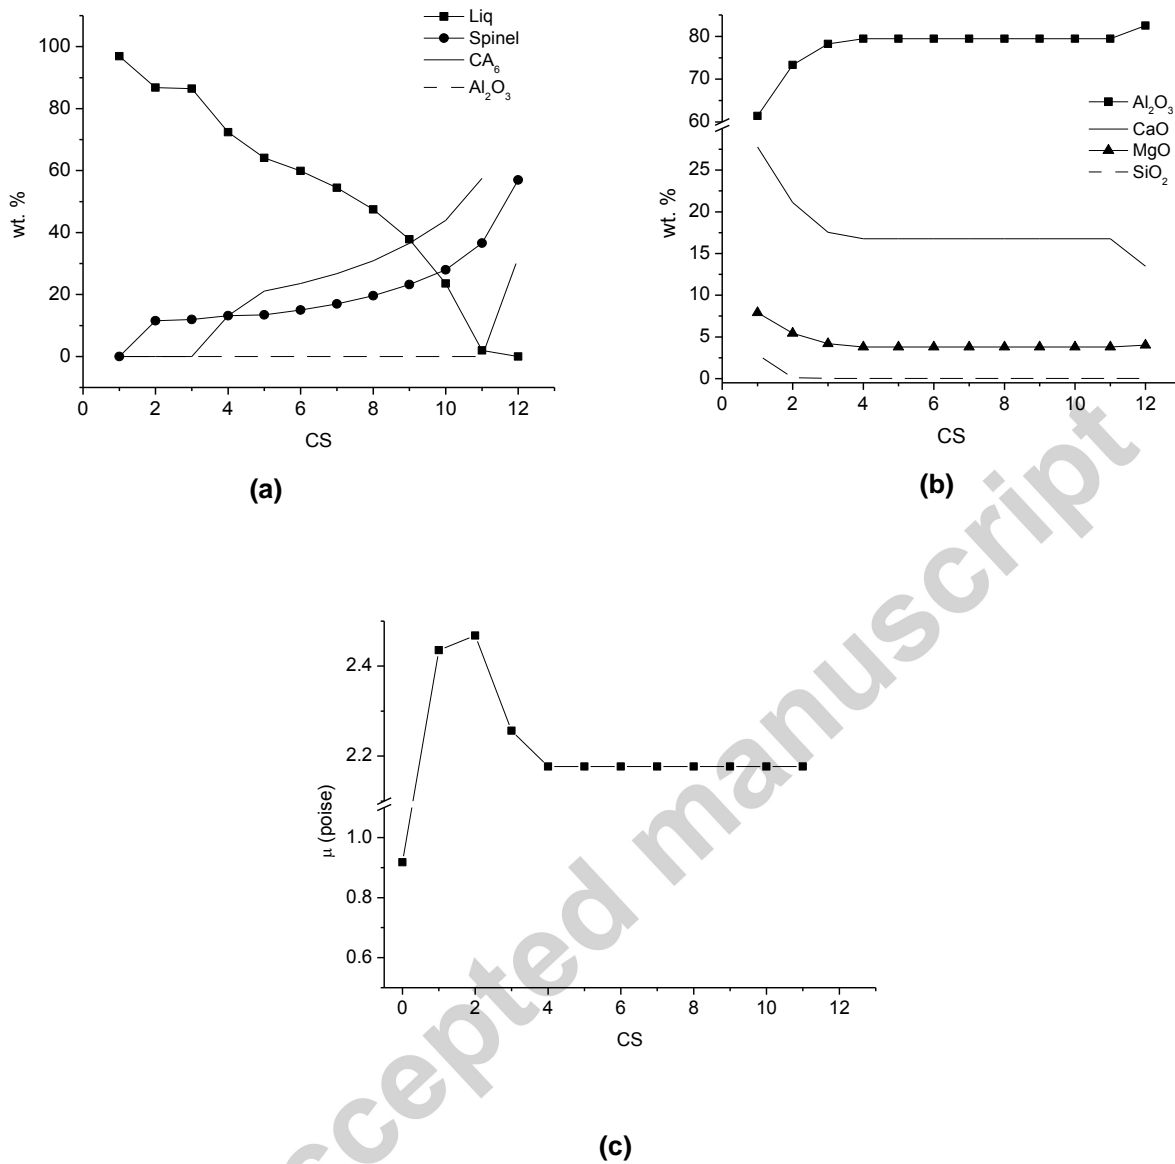 Liq
Spinel
CA₆
Al₂O₃
wt. %
100
80
60
40
20
0
0 2 4 6 8 10 12
CS
(a)
Al₂O₃
CaO
MgO
SiO₂
wt. %
80
70
60
25
20
15
10
5
0
0 2 4 6 8 10 12
CS
(b)
μ (poise)
2.4
2.2
1.0
0.8
0.6
0 2 4 6 8 10 12
CS
(c)
cepted manuscript